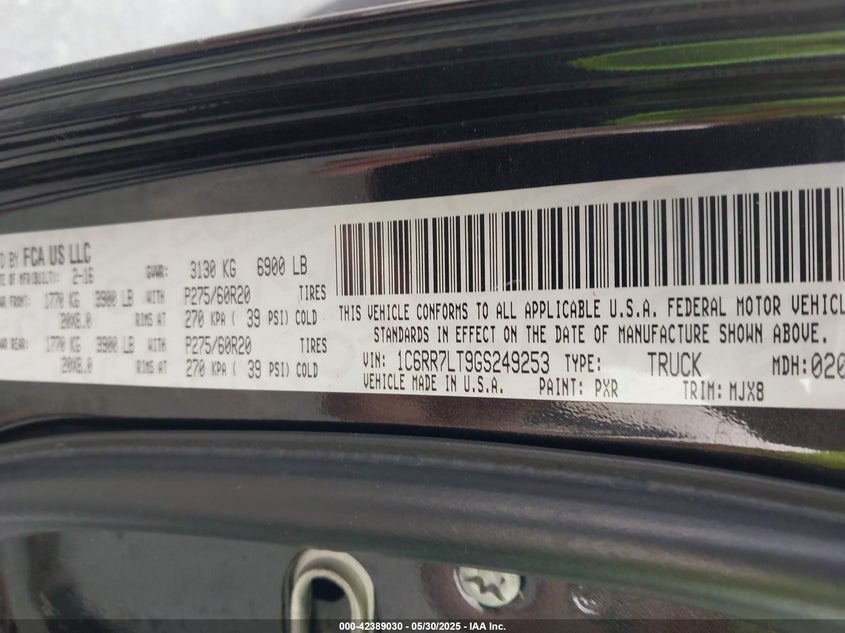 D BY FCA US LLC
TE OF MFR(BUILT): 2-16 GVWR: 3130 KG 6900 LB
WR FRONT: 1770 KG 3900 LB WITH P275/60R20 TIRES
20X8.0 RIMS AT 270 KPA ( 39 PSI) COLD
WR REAR: 1770 KG 3900 LB WITH P275/60R20 TIRES
20X8.0 RIMS AT 270 KPA ( 39 PSI) COLD
THIS VEHICLE CONFORMS TO ALL APPLICABLE U.S.A. FEDERAL MOTOR VEHICL
STANDARDS IN EFFECT ON THE DATE OF MANUFACTURE SHOWN ABOVE.
VIN: 1C6RR7LT9GS249253 TYPE: TRUCK MDH:020
VEHICLE MADE IN U.S.A. PAINT: PXR TRIM: MJX8
000-42389030 - 05/30/2025 - IAA Inc.